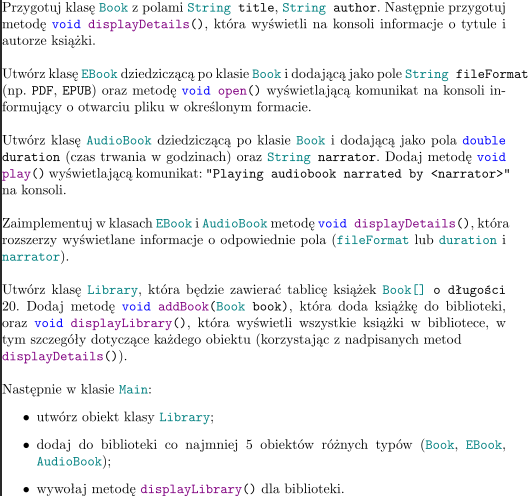 Przygotuj klasę Book z polami String title, String author. Następnie przygotuj
metodę void displayDetails(), która wyświetli na konsoli informacje o tytule i
autorze książki.
Utwórz klasę EBook dziedziczącą po klasie Book i dodającą jako pole String fileFormat
(np. PDF, EPUB) oraz metodę void open() wyświetlającą komunikat na konsoli in-
formujący o otwarciu pliku w określonym formacie.
Utwórz klasę AudioBook dziedziczącą po klasie Book i dodającą jako pola double
duration (czas trwania w godzinach) oraz String narrator. Dodaj metodę void
play() wyświetlającą komunikat: "Playing audiobook narrated by <narrator>"
na konsoli.
Zaimplementuj w klasach EBook i AudioBook metodę void displayDetails(), która
rozszerzy wyświetlane informacje o odpowiednie pola (fileFormat lub duration i
narrator).
Utwórz klasę Library, która będzie zawierać tablicę książek Book[] o długości
20. Dodaj metodę void addBook(Book book), która doda książkę do biblioteki,
oraz void displayLibrary(), która wyświetli wszystkie książki w bibliotece, w
tym szczegóły dotyczące każdego obiektu (korzystając z nadpisanych metod
displayDetails()).
Następnie w klasie Main:
• utwórz obiekt klasy Library;
• dodaj do biblioteki co najmniej 5 obiektów różnych typów (Book, EBook,
AudioBook);
• wywołaj metodę displayLibrary() dla biblioteki.